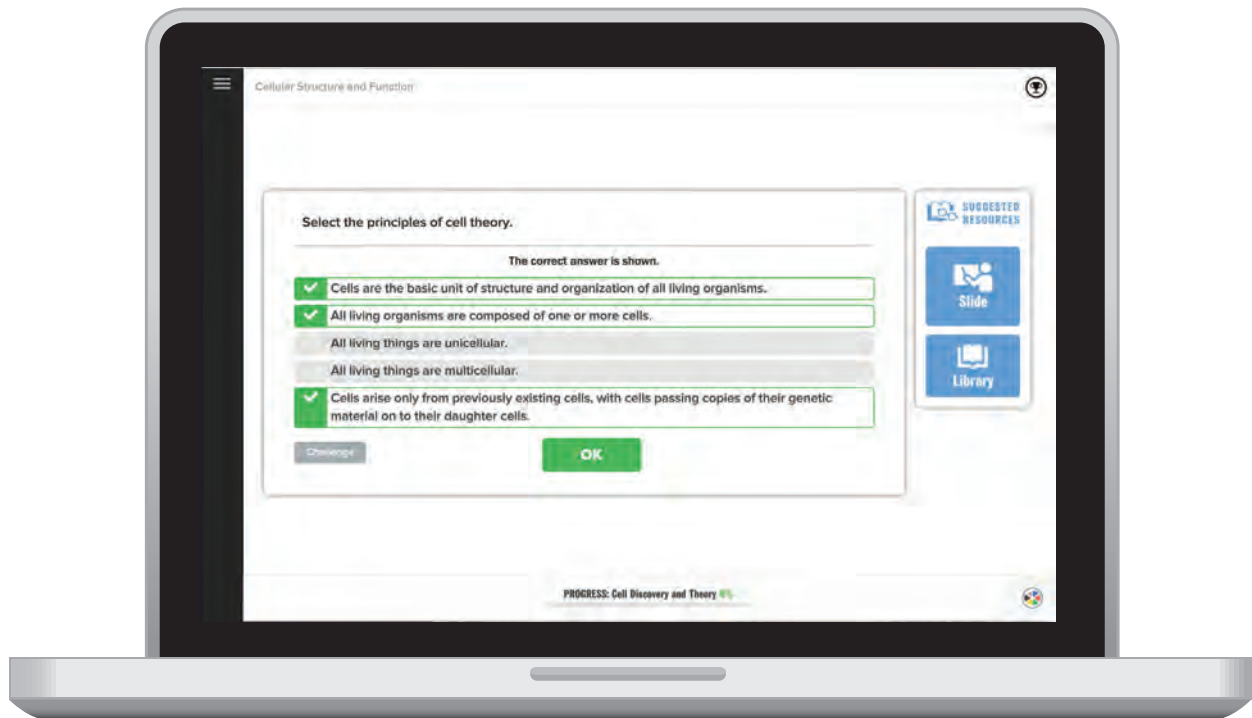 Cellular Structure and Function
Select the principles of cell theory.
SUGGESTED
RESOURCES
The correct answer is shown.
Cells are the basic unit of structure and organization of all living organisms.
All living organisms are composed of one or more cells.
All living things are unicellular.
All living things are multicellular.
Cells arise only from previously existing cells, with cells passing copies of their genetic
material on to their daughter cells.
Slide
Library
Challenge
OK
PROGRESS: Cell Discovery and Theory